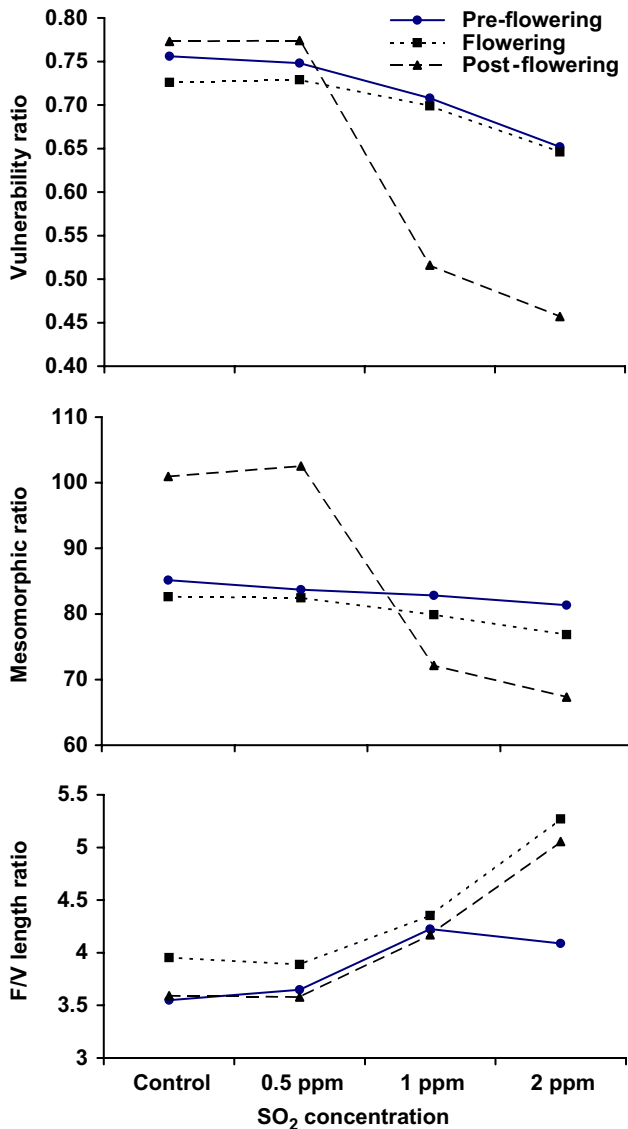 Pre-flowering
Flowering
Post-flowering
Vulnerability ratio
0.80
0.75
0.70
0.65
0.60
0.55
0.50
0.45
0.40
Mesomorphic ratio
110
100
90
80
70
60
F/V length ratio
5.5
5
4.5
4
3.5
3
Control 0.5 ppm 1 ppm 2 ppm
SO₂ concentration